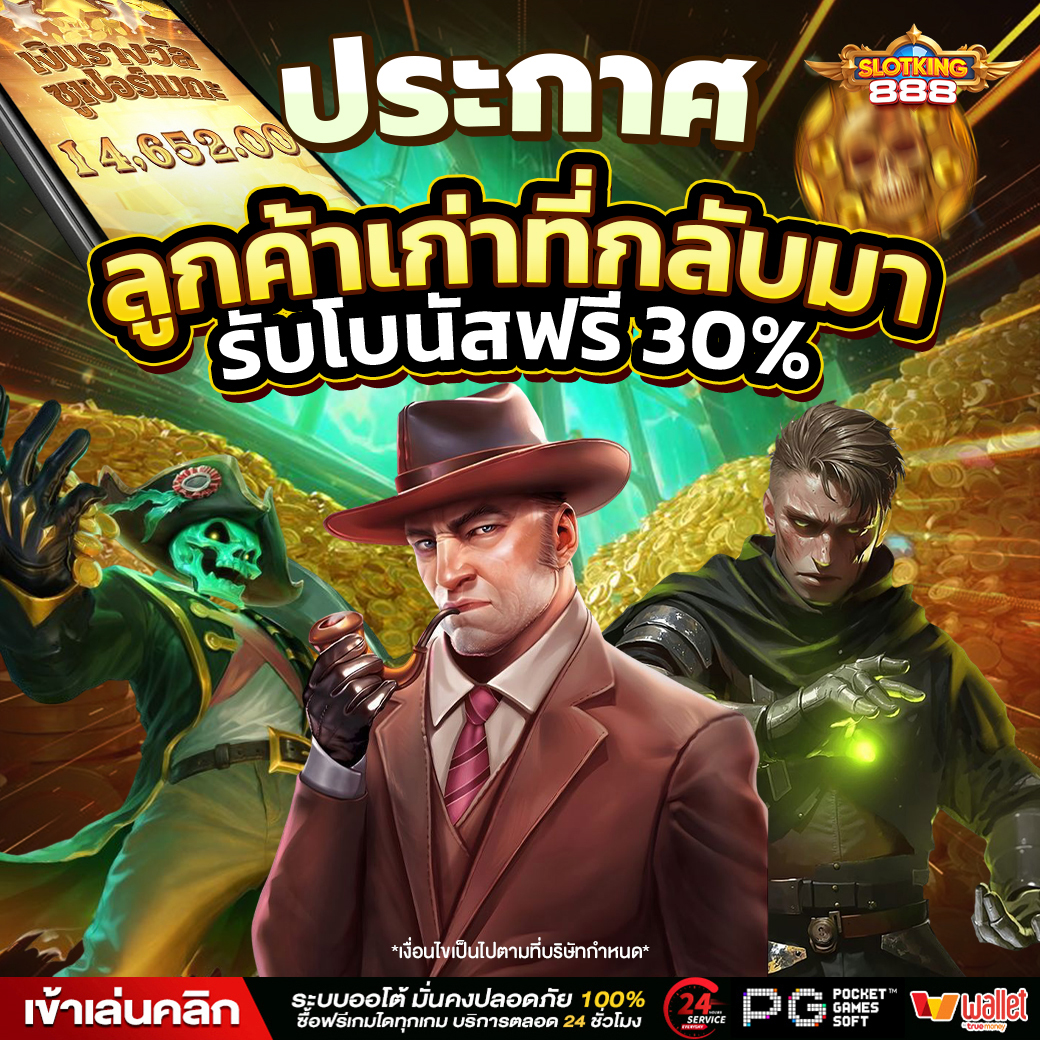 เงินรางวัล
ซูเปอร์เมกะ
14,652.00
ประกาศ
SLOTKING
888
ลูกค้าเก่าที่กลับมา
รับโบนัสฟรี 30%
*เงื่อนไขเป็นไปตามที่บริษัทกำหนด*
เข้าเล่นคลิก
ระบบออโต้ มั่นคงปลอดภัย 100%
ซื้อฟรีเกมได้ทุกเกม บริการตลอด 24 ชั่วโมง
24 HOURS
SERVICE
EVERYDAY
PG
POCKET™
GAMES
SOFT
wallet
by truemoney